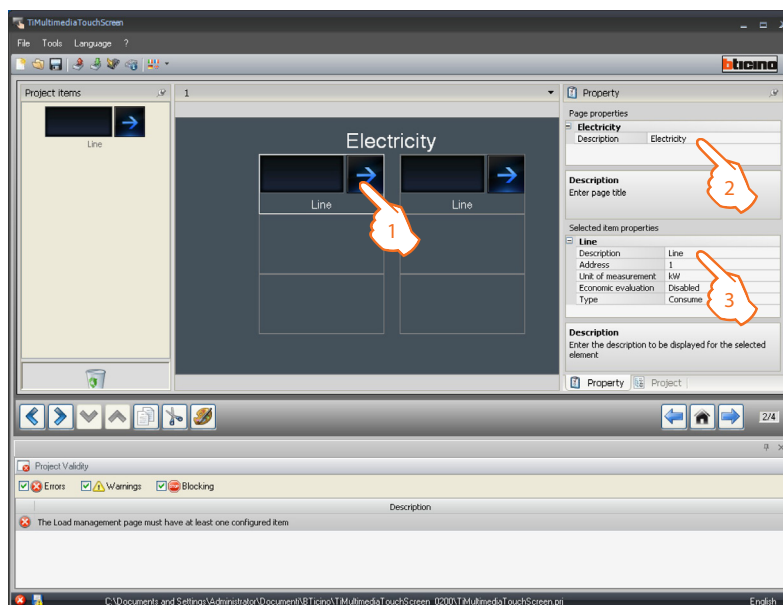 TiMultimediaTouchScreen
File Tools Language ?
bticino
Project items
Line
1
Electricity
Line Line
1
Property
Page properties
Electricity
Description Electricity
2
Description
Enter page title
Selected item properties
Line
Description Line
Address 1
Unit of measurement kW
Economic evaluation Disabled
Type Consume
3
Description
Enter the description to be displayed for the selected
element
Property Project
2/4
Project Validity
Errors Warnings Blocking
Description
The Load management page must have at least one configured item
C:\Documents and Settings\Administrator\Documenti\BTicino\TiMultimediaTouchScreen_0200\TiMultimediaTouchScreen.prj
English